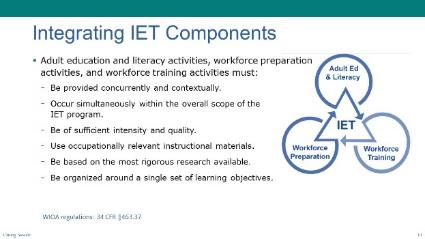 Integrating IET Components
▪ Adult education and literacy activities, workforce preparation
activities, and workforce training activities must:
- Be provided concurrently and contextually.
- Occur simultaneously within the overall scope of the
IET program.
- Be of sufficient intensity and quality.
- Use occupationally relevant instructional materials.
- Be based on the most rigorous research available.
- Be organized around a single set of learning objectives.
Adult Ed
& Literacy
IET
Workforce
Preparation
Workforce
Training
WIOA regulations: 34 CFR §463.37